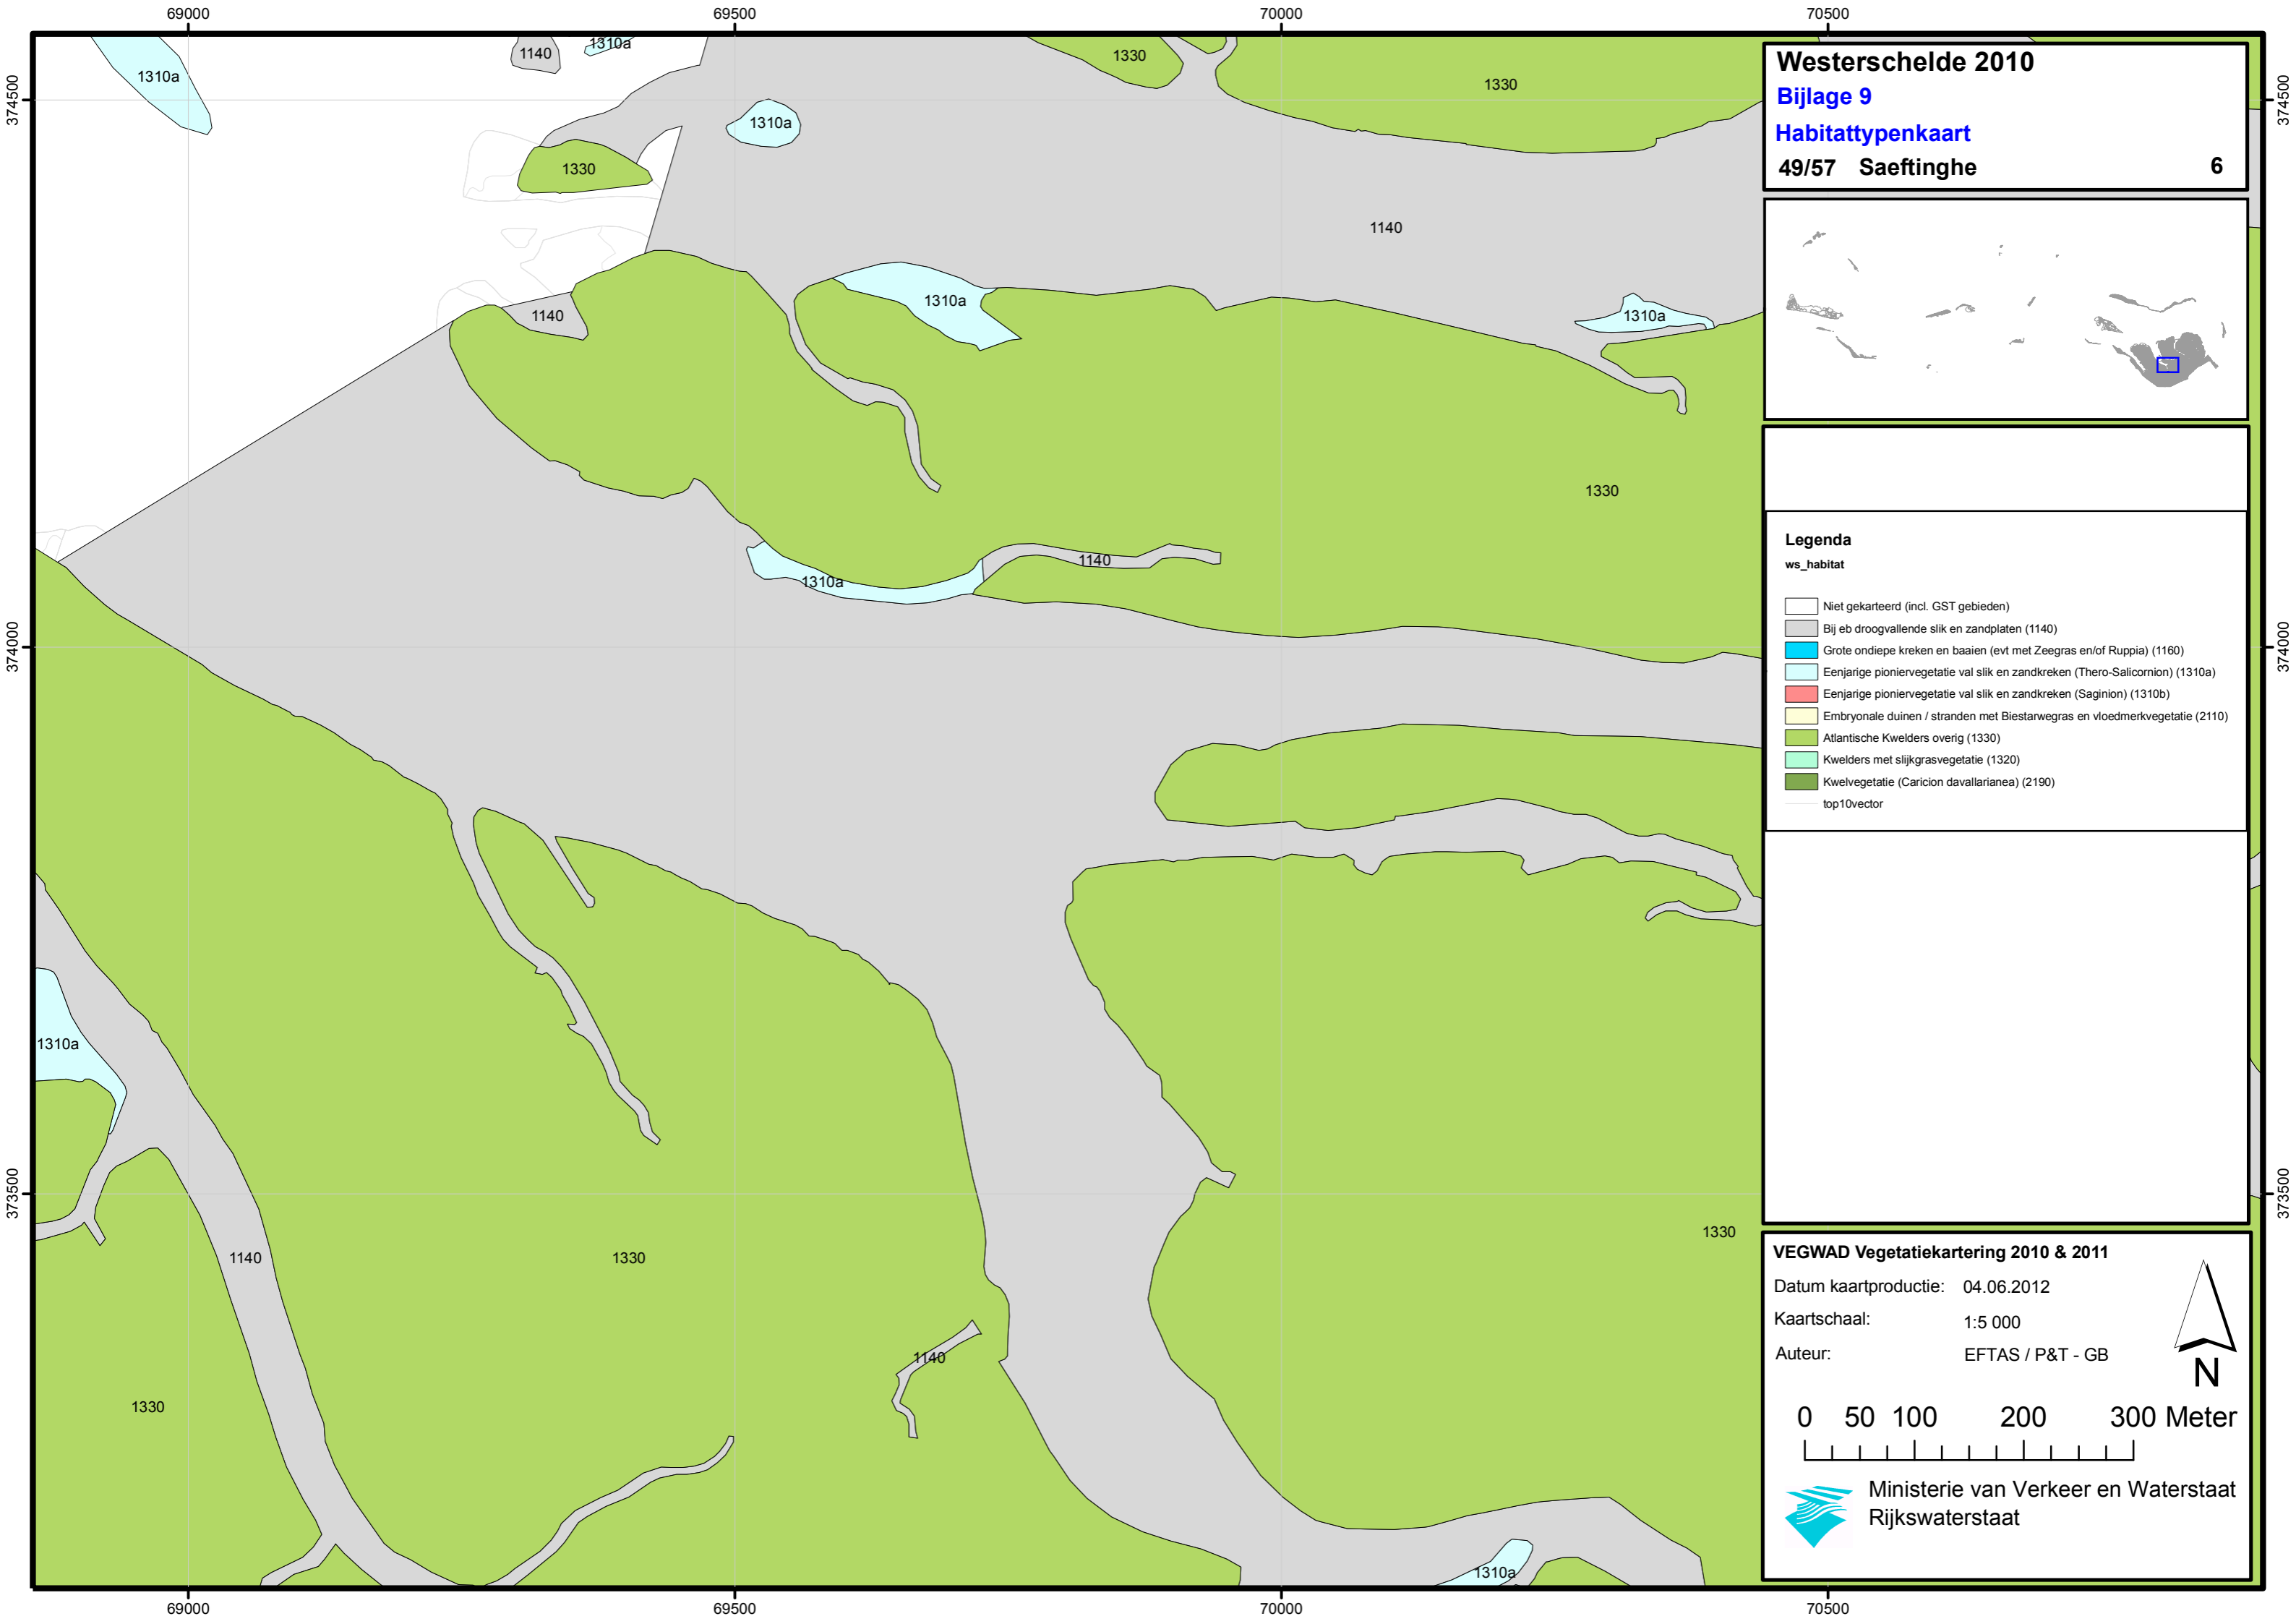 69000 69500 70000 70500
374500 374500
374000 374000
373500 373500
1310a
1140
1310a
1330
1330
1310a
1330
1140
1310a
1140
1310a
1330
1140
1310a
1310a
1140
1330
1330
1140
1330
1310a
69000 69500 70000 70500
Westerschelde 2010
Bijlage 9
Habitattypenkaart
49/57 Saeftinghe 6
Legenda
ws_habitat
Niet gekarteerd (incl. GST gebieden)
Bij eb droogvallende slik en zandplaten (1140)
Grote ondiepe kreken en baaien (evt met Zeegras en/of Ruppia) (1160)
Eenjarige pioniervegetatie val slik en zandkreken (Thero-Salicornion) (1310a)
Eenjarige pioniervegetatie val slik en zandkreken (Saginion) (1310b)
Embryonale duinen / stranden met Biestarwegras en vloedmerkvegetatie (2110)
Atlantische Kwelders overig (1330)
Kwelders met slijkgrasvegetatie (1320)
Kwelvegetatie (Caricion davallarianea) (2190)
top10vector
VEGWAD Vegetatiekartering 2010 & 2011
Datum kaartproductie: 04.06.2012
Kaartschaal: 1:5 000
Auteur: EFTAS / P&T - GB
N
0 50 100 200 300 Meter
Ministerie van Verkeer en Waterstaat
Rijkswaterstaat